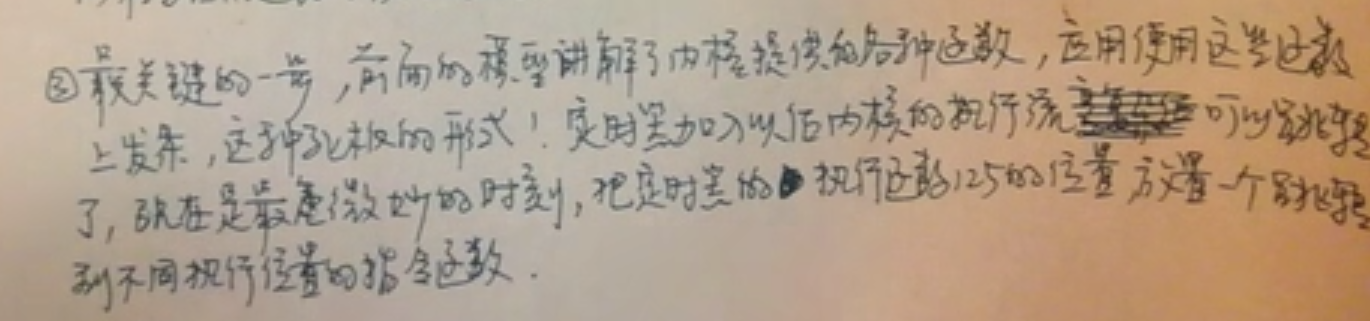 ②最关键的一步,前面的模型讲解了内核提供的各种函数,应用使用这些函数
上发条,这种死板的形式!定时器加入以后内核的执行流 可以跳转
了,现在是最微妙的时刻,把定时器的 执行函数125的位置放置一个跳转
到不同执行位置的指令函数.